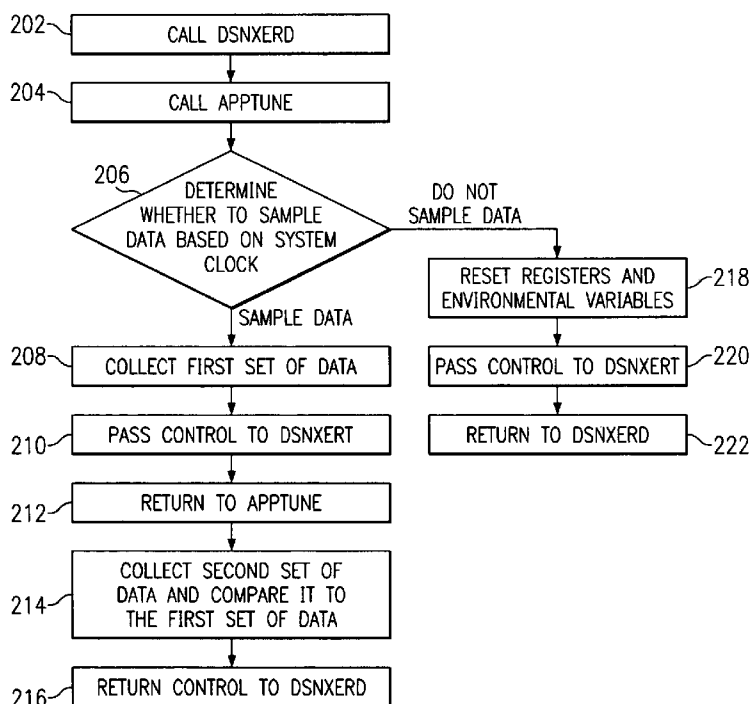 202
CALL DSNXERD
204
CALL APPTUNE
206
DETERMINE
WHETHER TO SAMPLE
DATA BASED ON SYSTEM
CLOCK
DO NOT
SAMPLE DATA
SAMPLE DATA
RESET REGISTERS AND
ENVIRONMENTAL VARIABLES
218
208
COLLECT FIRST SET OF DATA
PASS CONTROL TO DSNXERT
220
210
PASS CONTROL TO DSNXERT
RETURN TO DSNXERD
222
212
RETURN TO APPTUNE
214
COLLECT SECOND SET OF
DATA AND COMPARE IT TO
THE FIRST SET OF DATA
216
RETURN CONTROL TO DSNXERD